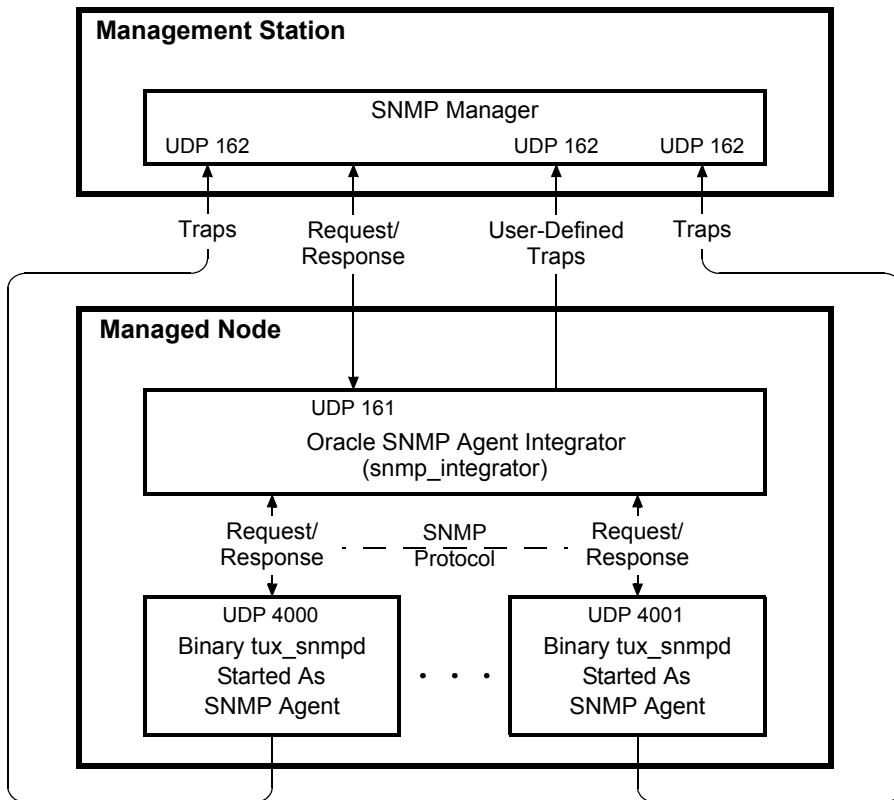 Management Station
SNMP Manager
UDP 162
UDP 162
UDP 162
Traps
Request/
Response
User-Defined
Traps
Traps
Managed Node
UDP 161
Oracle SNMP Agent Integrator
(snmp_integrator)
Request/
Response
SNMP
Protocol
Request/
Response
UDP 4000
Binary tux_snmpd
Started As
SNMP Agent
. . .
UDP 4001
Binary tux_snmpd
Started As
SNMP Agent